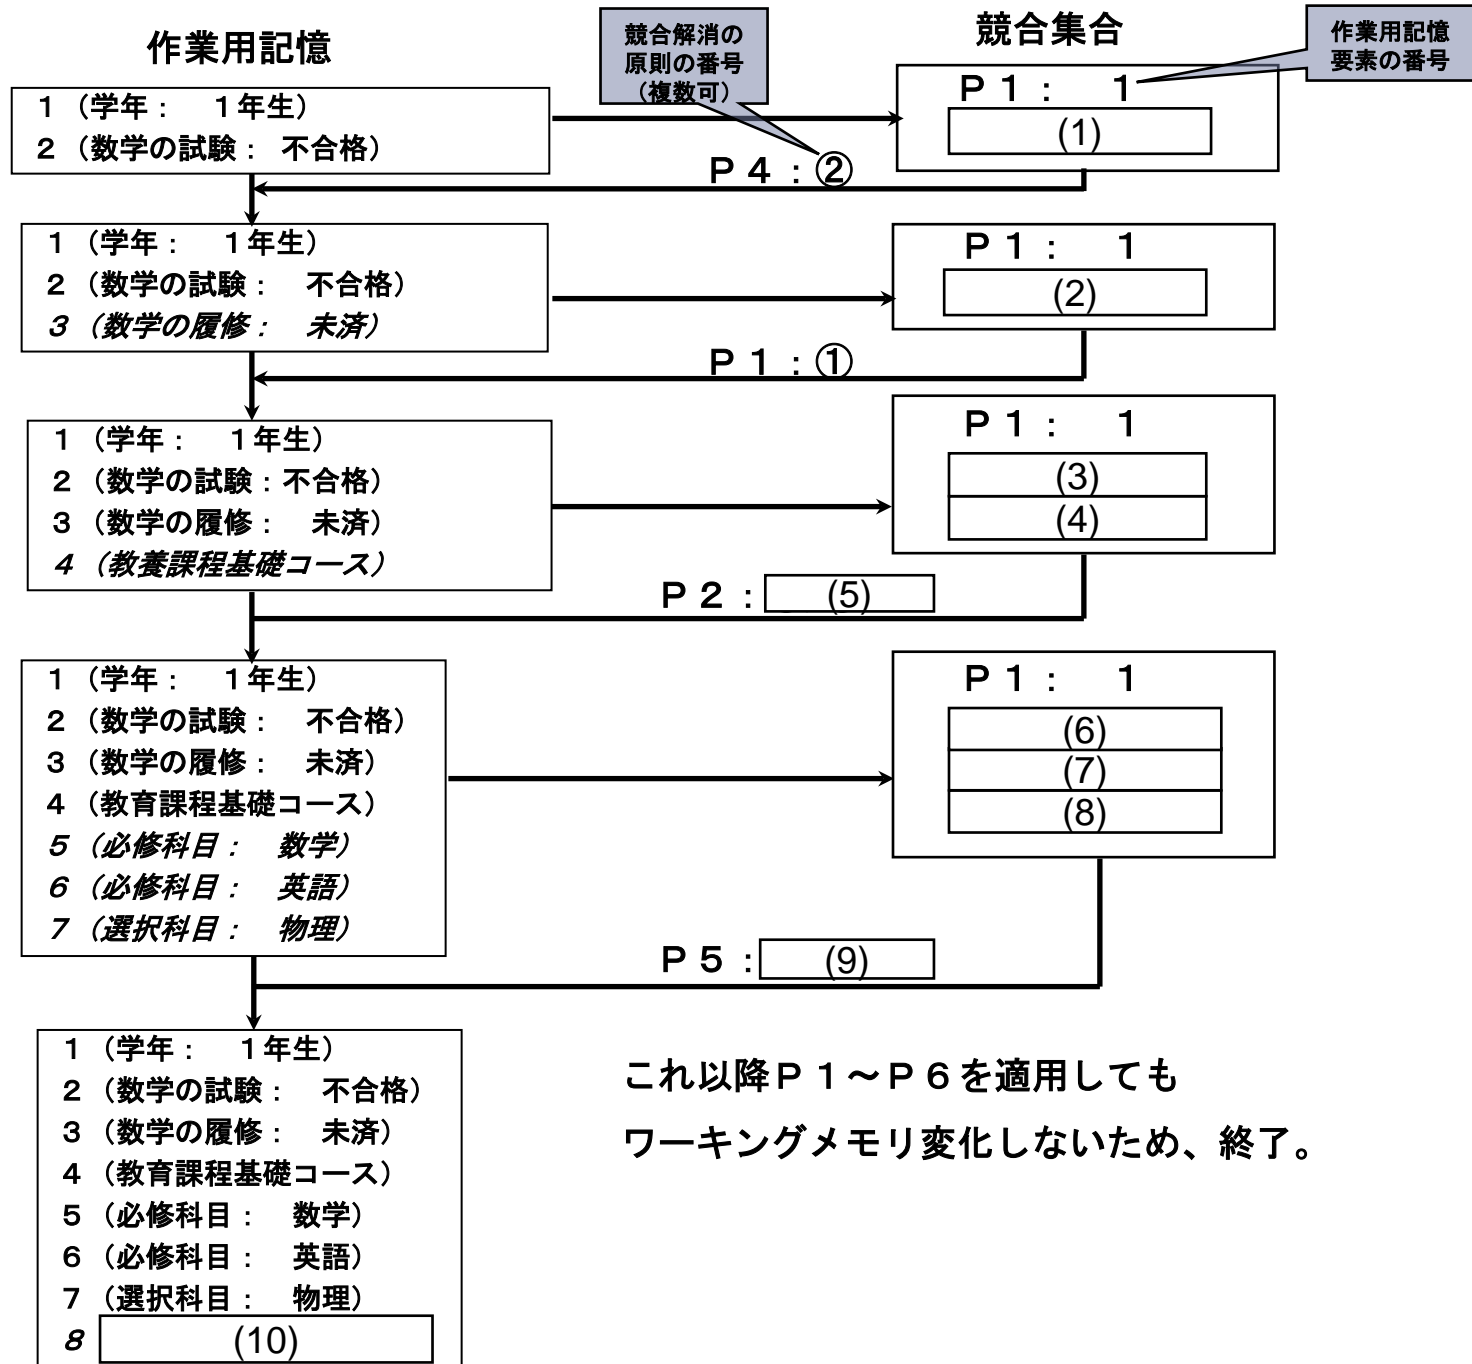 作業用記憶
競合解消の
原則の番号
（複数可）
競合集合
作業用記憶
要素の番号
１（学年：　１年生）
２（数学の試験：　不合格）
Ｐ１：　１
(1)
Ｐ４：②
１（学年：　１年生）
２（数学の試験：　不合格）
３（数学の履修：　未済）
Ｐ１：　１
(2)
Ｐ１：①
１（学年：　１年生）
２（数学の試験：不合格）
３（数学の履修：　未済）
４（教養課程基礎コース）
Ｐ１：　１
(3)
(4)
Ｐ２：(5)
１（学年：　１年生）
２（数学の試験：　不合格）
３（数学の履修：　未済）
４（教育課程基礎コース）
５（必修科目：　数学）
６（必修科目：　英語）
７（選択科目：　物理）
Ｐ１：　１
(6)
(7)
(8)
Ｐ５：(9)
１（学年：　１年生）
２（数学の試験：　不合格）
３（数学の履修：　未済）
４（教育課程基礎コース）
５（必修科目：　数学）
６（必修科目：　英語）
７（選択科目：　物理）
８ (10)
これ以降Ｐ１～Ｐ６を適用しても
ワーキングメモリ変化しないため、終了。